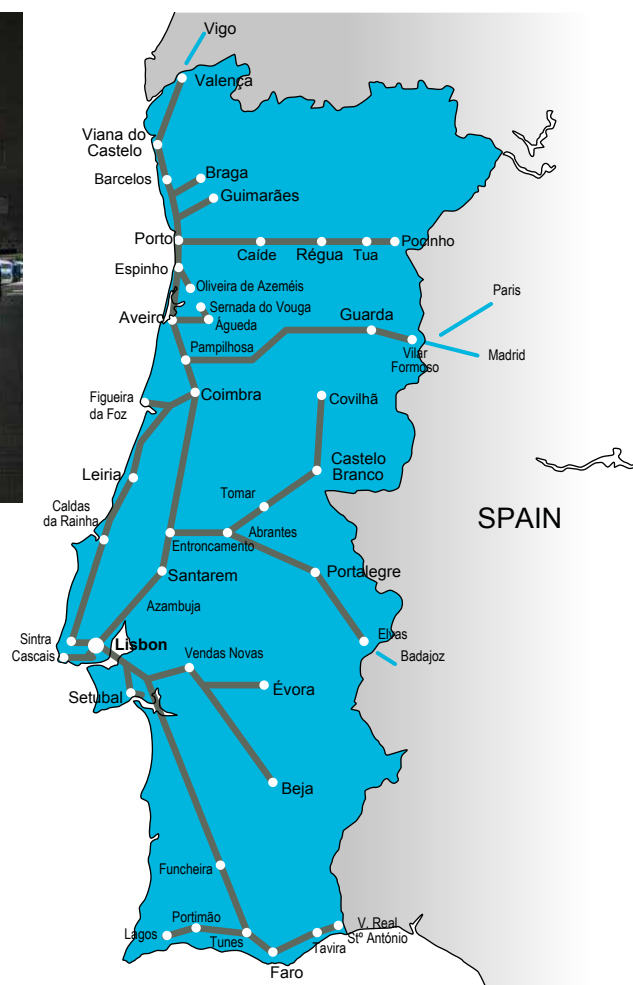 Vigo
Valença
Viana do
Castelo
Barcelos
Braga
Guimarães
Porto
Caíde
Régua
Tua
Pocinho
Espinho
Oliveira de Azeméis
Sernada do Vouga
Aveiro
Águeda
Paris
Guarda
Pampilhosa
Vilar
Formoso
Madrid
Figueira
da Foz
Coimbra
Covilhã
Leiria
Castelo
Branco
Tomar
Caldas
da Rainha
SPAIN
Entroncamento
Abrantes
Santarem
Portalegre
Azambuja
Sintra
Cascais
Lisbon
Elvas
Badajoz
Vendas Novas
Setubal
Évora
Beja
Funcheira
Portimão
Lagos
Tunes
Faro
Tavira
V. Real
Stº António